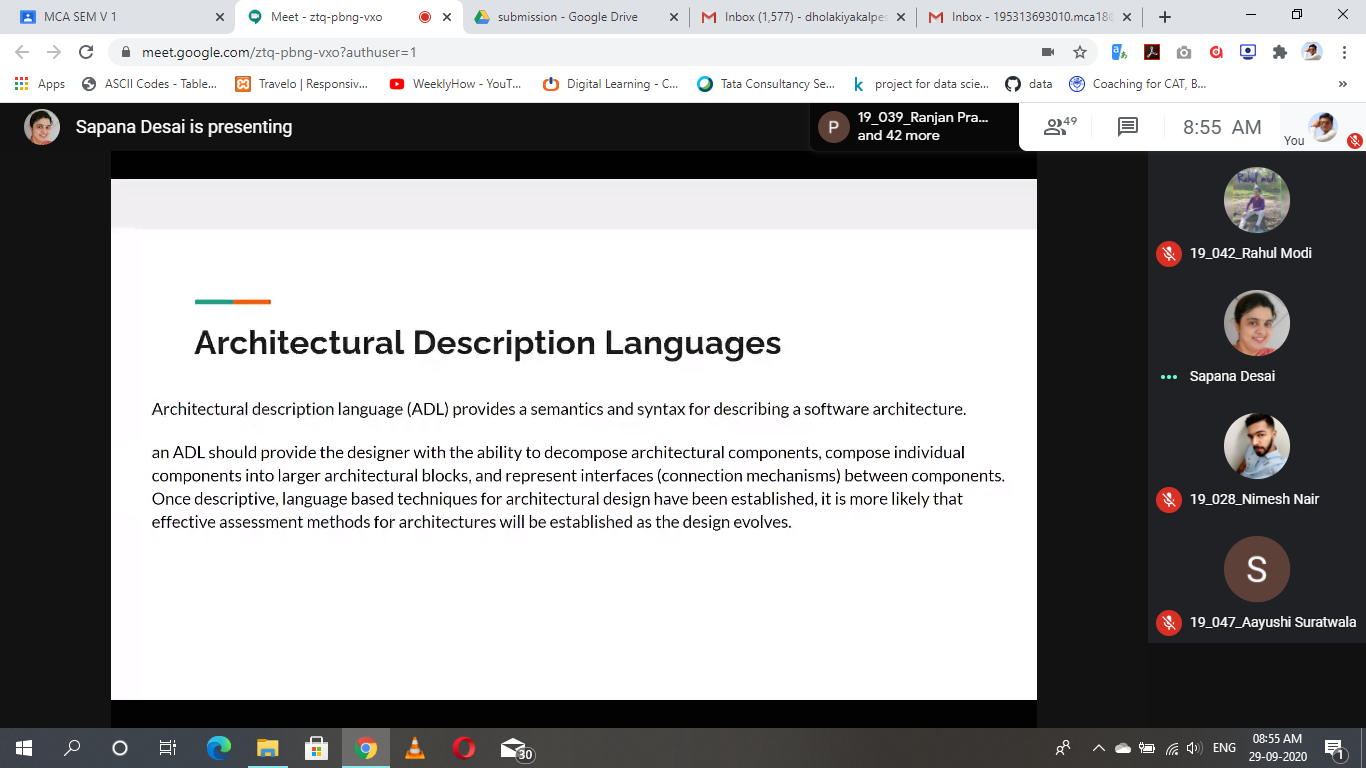 MCA SEM V 1
Meet - ztq-pbng-vxo
submission - Google Drive
Inbox (1,577) - dholakiyakalpes
Inbox - 195313693010.mca18@
meet.google.com/ztq-pbng-vxo?authuser=1
Apps
ASCII Codes - Table...
Travelo | Responsiv...
WeeklyHow - YouT...
Digital Learning - C...
Tata Consultancy Se...
project for data scie...
data
Coaching for CAT, B...
»
Sapana Desai is presenting
P
19_039_Ranjan Pra...
and 42 more
49
8:55 AM
You
Architectural Description Languages
Architectural description language (ADL) provides a semantics and syntax for describing a software architecture.
an ADL should provide the designer with the ability to decompose architectural components, compose individual
components into larger architectural blocks, and represent interfaces (connection mechanisms) between components.
Once descriptive, language based techniques for architectural design have been established, it is more likely that
effective assessment methods for architectures will be established as the design evolves.
19_042_Rahul Modi
Sapana Desai
19_028_Nimesh Nair
S
19_047_Aayushi Suratwala
30
ENG
08:55 AM
29-09-2020
1